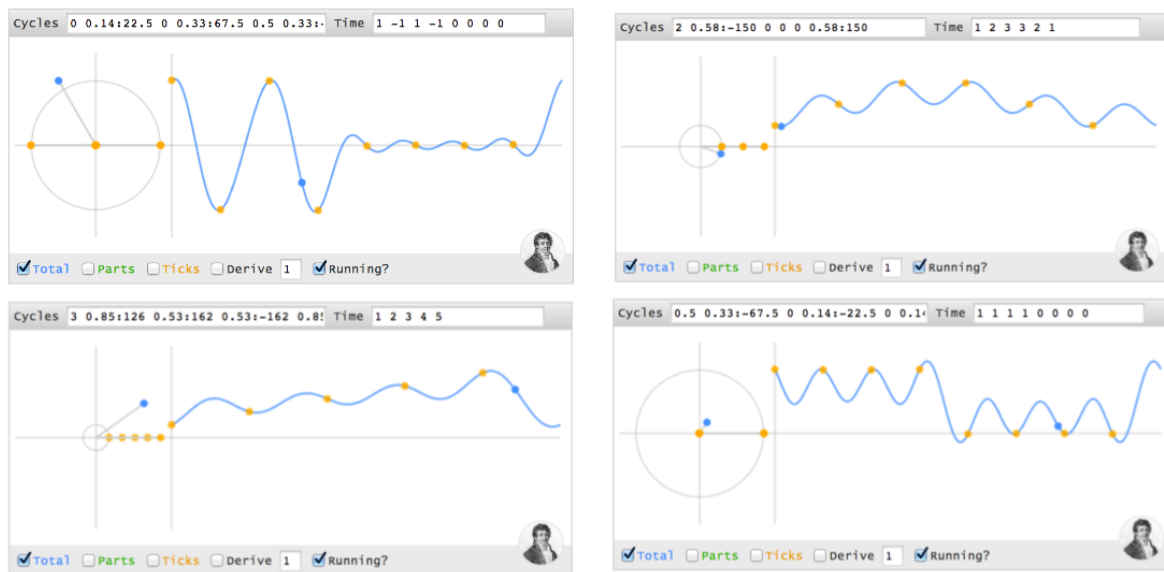 Cycles 0 0.14:22.5 0 0.33:67.5 0.5 0.33:- Time 1 -1 1 -1 0 0 0 0
Total Parts Ticks Derive 1 Running?
Cycles 2 0.58:-150 0 0 0 0.58:150 Time 1 2 3 3 2 1
Total Parts Ticks Derive 1 Running?
Cycles 3 0.85:126 0.53:162 0.53:-162 0.85 Time 1 2 3 4 5
Total Parts Ticks Derive 1 Running?
Cycles 0.5 0.33:-67.5 0 0.14:-22.5 0 0.14 Time 1 1 1 1 0 0 0 0
Total Parts Ticks Derive 1 Running?